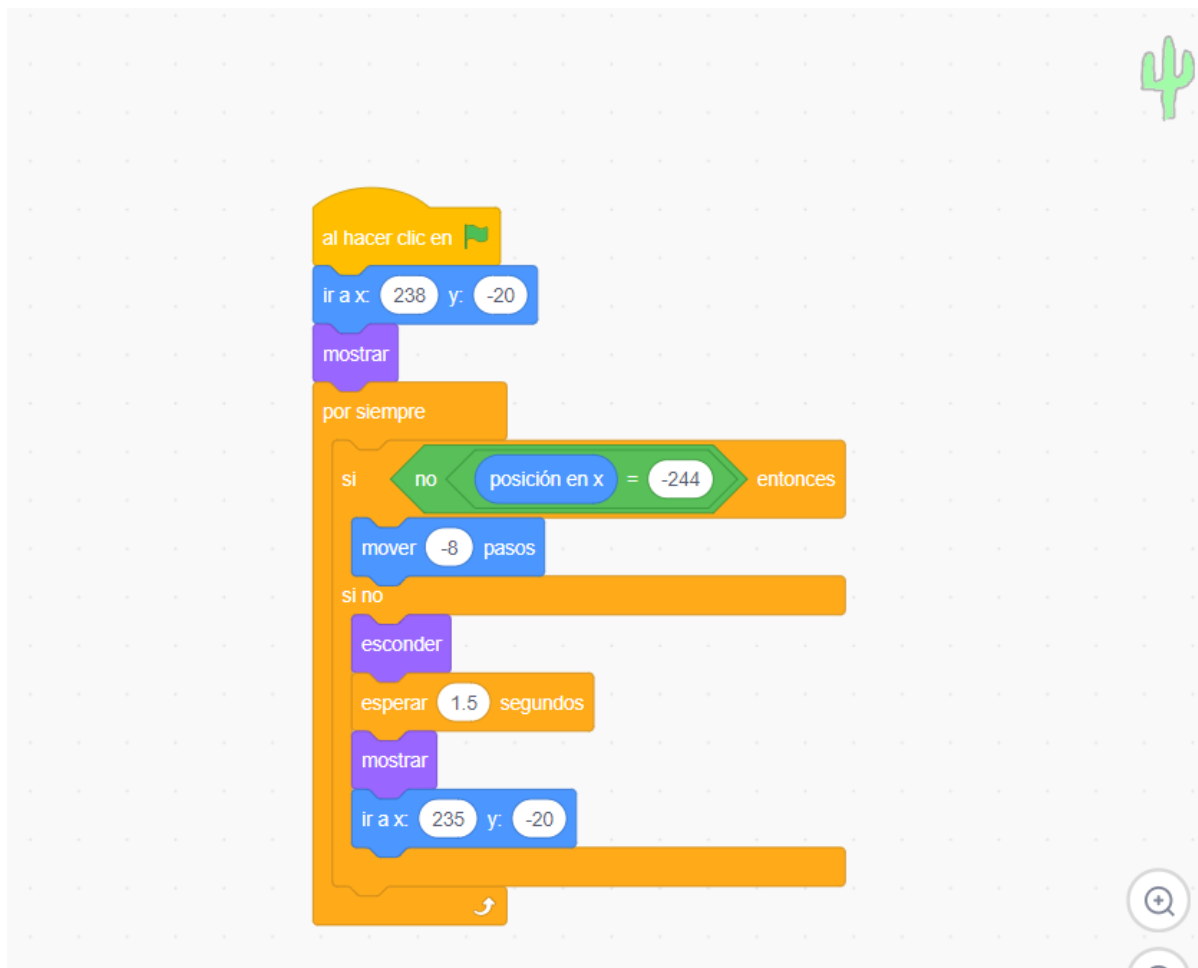 al hacer clic en
ir a x: 238 y: -20
mostrar
por siempre
si no posición en x = -244 entonces
mover -8 pasos
si no
esconder
esperar 1.5 segundos
mostrar
ir a x: 235 y: -20